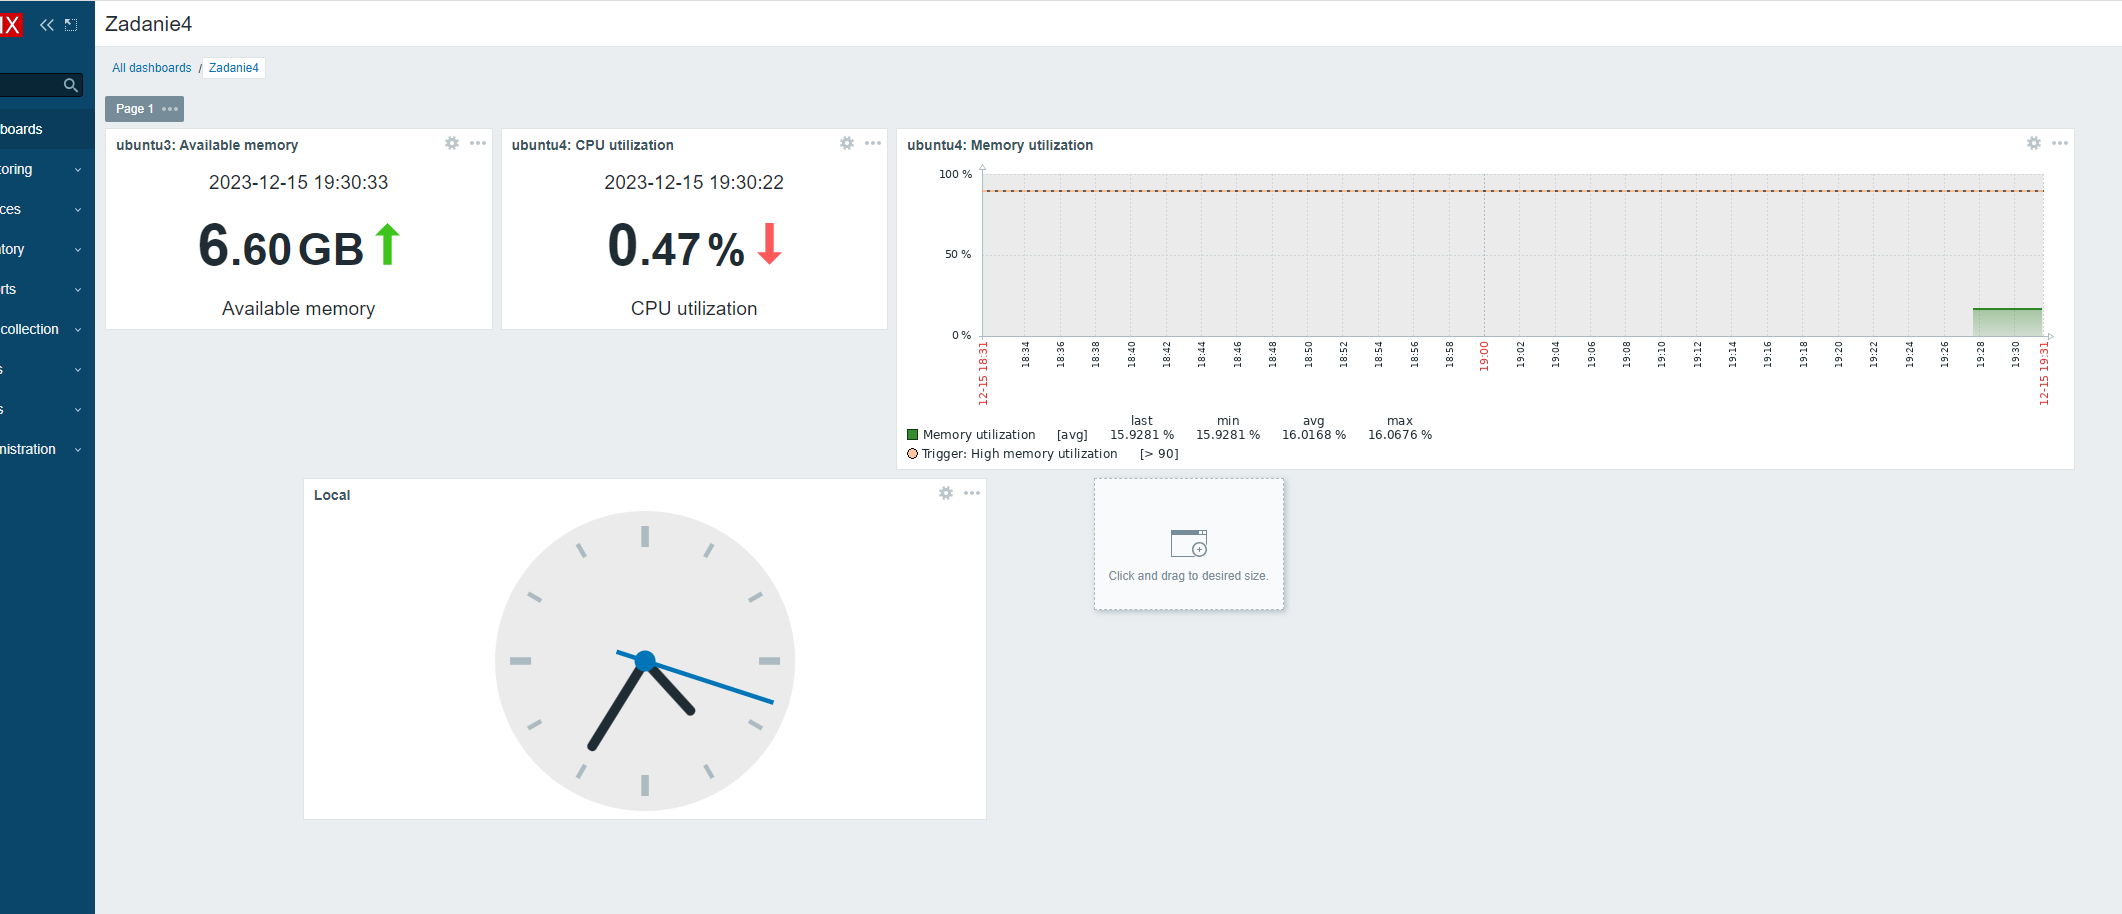 IX
Zadanie4
All dashboards / Zadanie4
boards
Page 1
toring
ces
ntory
rts
collection
s
s
nistration
ubuntu3: Available memory
2023-12-15 19:30:33
6.60 GB
Available memory
ubuntu4: CPU utilization
2023-12-15 19:30:22
0.47 %
CPU utilization
ubuntu4: Memory utilization
100 %
50 %
0 %
12-15 18:31
18:34
18:36
18:38
18:40
18:42
18:44
18:46
18:48
18:50
18:52
18:54
18:56
18:58
19:00
19:02
19:04
19:06
19:08
19:10
19:12
19:14
19:16
19:18
19:20
19:22
19:24
19:26
19:28
19:30
12-15 19:31
last min avg max
Memory utilization [avg] 15.9281 % 15.9281 % 16.0168 % 16.0676 %
Trigger: High memory utilization [> 90]
Local
Click and drag to desired size.